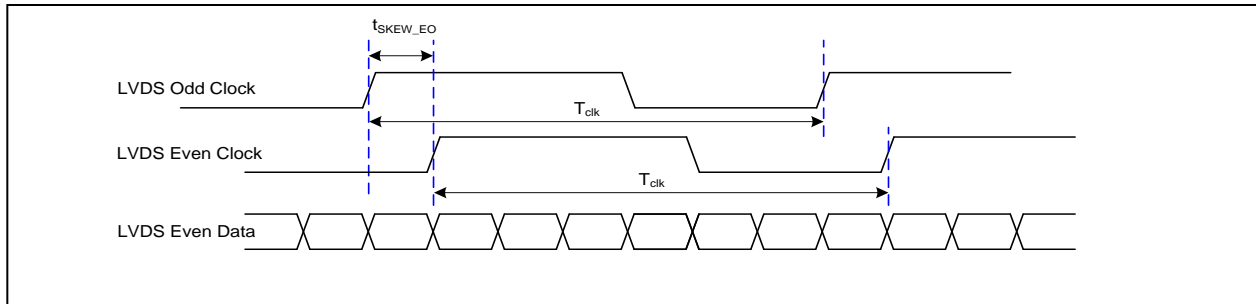 tSKEW_EO
LVDS Odd Clock
Tclk
LVDS Even Clock
Tclk
LVDS Even Data